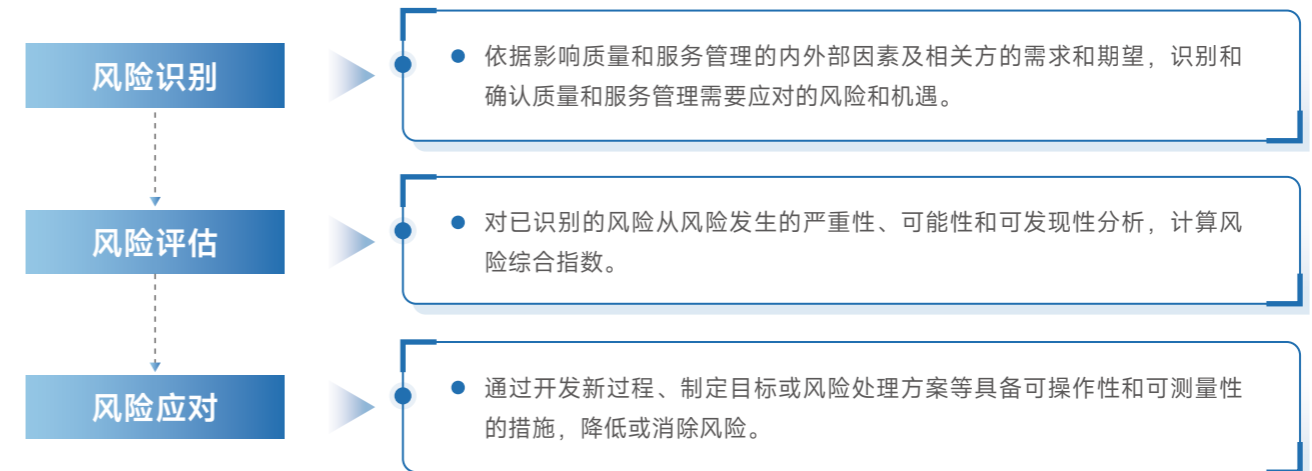 风险识别
依据影响质量和服务管理的内外部因素及相关方的需求和期望，识别和
确认质量和服务管理需要应对的风险和机遇。
风险评估
对已识别的风险从风险发生的严重性、可能性和可发现性分析，计算风
险综合指数。
风险应对
通过开发新过程、制定目标或风险处理方案等具备可操作性和可测量性
的措施，降低或消除风险。